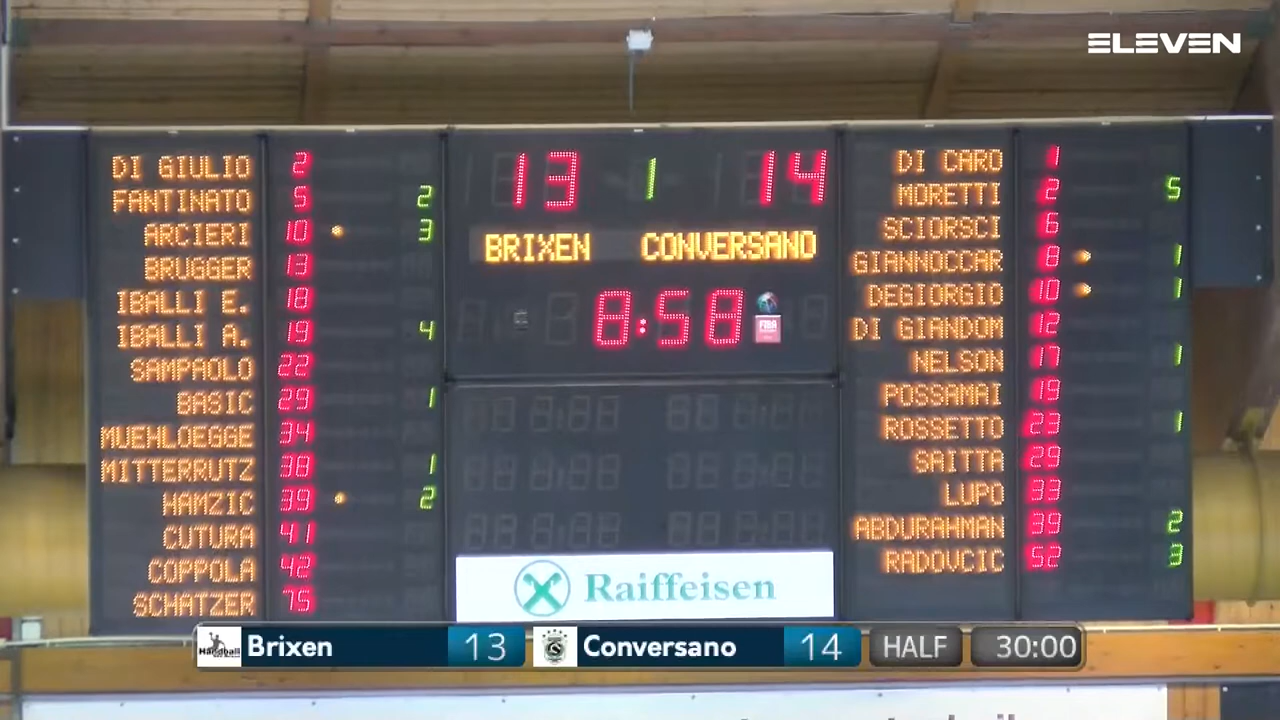 ELEVEN
DI GIULIO 2
FANTINATO 5 2
ARCIERI 10 3
BRUGGER 13
IBALLI E. 18
IBALLI A. 19 4
SAMPAOLO 22
BASIC 29 1
MUEHLOEGGE 34
MITTERRUTZ 38 1
HAMZIC 39 2
CUTURA 41
COPPOLA 42
SCHATZER 75
13 1 14
BRIXEN CONVERSANO
8:58
FIBA
Raiffeisen
DI CARO 1
MORETTI 2 5
SCIORSCI 6
GIANNOCCAR 8 1
DEGIORGIO 10 1
DI GIANDOM 12
NELSON 17 1
POSSAMAI 19
ROSSETTO 23 1
SAITTA 29
LUPO 33
ABDURAHMAN 39 2
RADOVCIC 52 3
Handball Brixen 13 Conversano 14 HALF 30:00